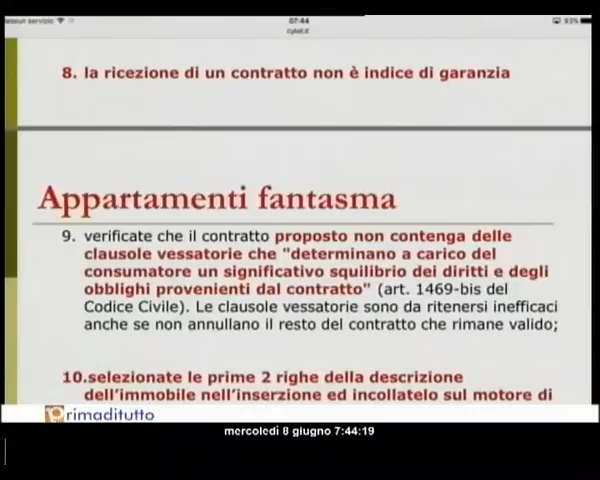 07:44
93%
8. la ricezione di un contratto non è indice di garanzia
Appartamenti fantasma
9. verificate che il contratto proposto non contenga delle
clausole vessatorie che "determinano a carico del
consumatore un significativo squilibrio dei diritti e degli
obblighi provenienti dal contratto" (art. 1469-bis del
Codice Civile). Le clausole vessatorie sono da ritenersi inefficaci
anche se non annullano il resto del contratto che rimane valido;
10.selezionate le prime 2 righe della descrizione
dell'immobile nell'inserzione ed incollatelo sul motore di
rimaditutto
mercoledì 8 giugno 7:44:19